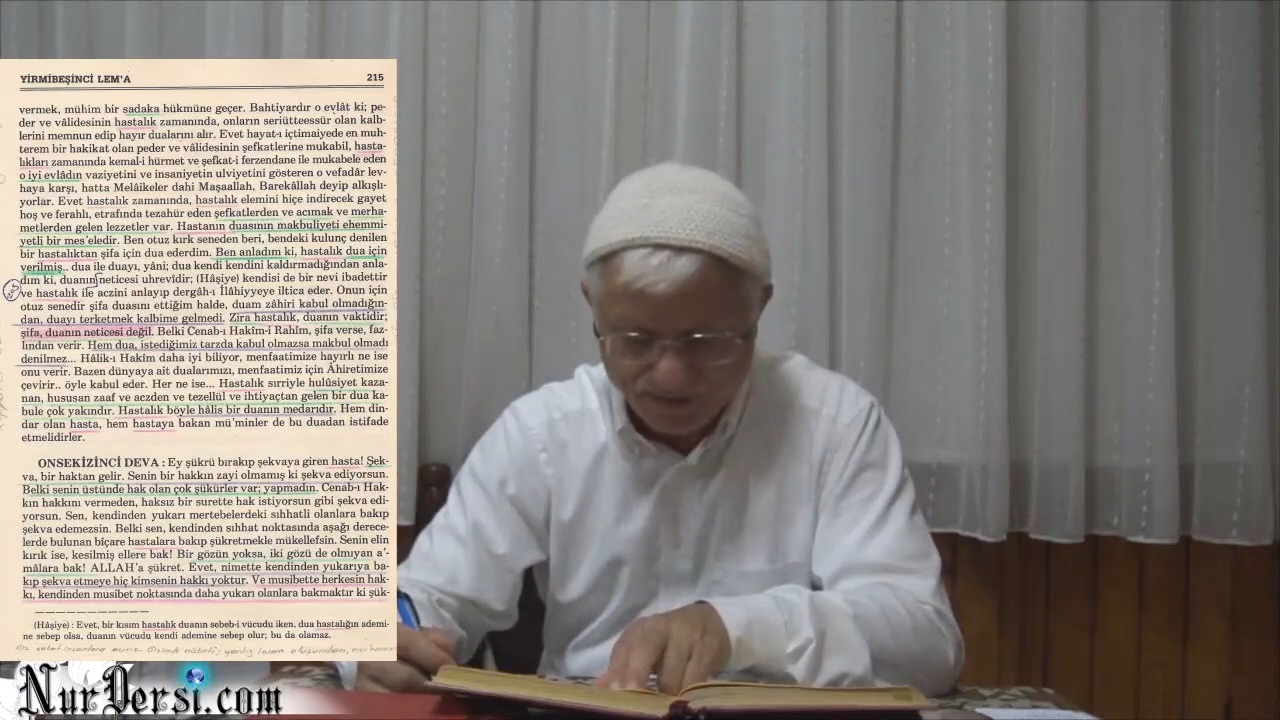 YİRMİBEŞİNCİ LEM'A 215
vermek, mühim bir sadaka hükmüne geçer. Bahtiyardır o evlât ki; pe-
der ve vâlidesinin hastalık zamanında, onların seriütteessür olan kalb-
lerini memnun edip hayır dualarını alır. Evet hayat-ı içtimaiyede en muh-
terem bir hakikat olan peder ve vâlidesinin şefkatlerine mukabil, hasta-
lıkları zamanında kemal-i hürmet ve şefkat-i ferzendane ile mukabele eden
o iyi evlâdın vaziyetini ve insaniyetin ulviyetini gösteren o vefadâr lev-
haya karşı, hatta Melâikeler dahi Maşaallah, Barekâllah deyip alkışlı-
yorlar. Evet hastalık zamanında, hastalık elemini hiçe indirecek gayet
hoş ve ferahlı, etrafında tezahür eden şefkatlerden ve acımak ve merha-
metlerden gelen lezzetler var. Hastanın duasının makbuliyeti ehemmi-
yetli bir mes'eledir. Ben otuz kırk seneden beri, bendeki kulunç denilen
bir hastalıktan şifa için dua ederdim. Ben anladım ki, hastalık dua için
verilmiş.. dua ile duayı, yâni; dua kendi kendini kaldırmadığından anla-
dım ki, duanın neticesi uhrevîdir; (Hâşiye) kendisi de bir nevi ibadettir
ve hastalık ile aczini anlayıp dergâh-ı İlâhiyyeye iltica eder. Onun için
otuz senedir şifa duasını ettiğim halde, duam zâhiri kabul olmadığın-
dan, duayı terketmek kalbime gelmedi. Zira hastalık, duanın vaktidir;
şifa, duanın neticesi değil. Belki Cenab-ı Hakîm-i Rahîm, şifa verse, faz-
lından verir. Hem dua, istediğimiz tarzda kabul olmazsa makbul olmadı
denilmez... Hâlik-ı Hakîm daha iyi biliyor, menfaatimize hayırlı ne ise
onu verir. Bazen dünyaya ait dualarımızı, menfaatimiz için Âhiretimize
çevirir.. öyle kabul eder. Her ne ise... Hastalık sırriyle hulûsiyet kaza-
nan, hususan zaaf ve aczden ve tezellül ve ihtiyaçtan gelen bir dua ka-
bule çok yakındır. Hastalık böyle hâlis bir duanın medarıdır. Hem din-
dar olan hasta, hem hastaya bakan mü'minler de bu duadan istifade
etmelidirler.
ONSEKİZİNCİ DEVA : Ey şükrü bırakıp şekvaya giren hasta! Şek-
va, bir haktan gelir. Senin bir hakkın zayi olmamış ki şekva ediyorsun.
Belki senin üstünde hak olan çok şükürler var; yapmadın. Cenab-ı Hak-
kın hakkını vermeden, haksız bir surette hak istiyorsun gibi şekva edi-
yorsun. Sen, kendinden yukarı mertebelerdeki sıhhatli olanlara bakıp
şekva edemezsin. Belki sen, kendinden sıhhat noktasında aşağı derece-
lerde bulunan biçare hastalara bakıp şükretmekle mükellefsin. Senin elin
kırık ise, kesilmiş ellere bak! Bir gözün yoksa, iki gözü de olmıyan a'-
mâlara bak! ALLAH'a şükret. Evet, nimette kendinden yukarıya ba-
kıp şekva etmeye hiç kimsenin hakkı yoktur. Ve musibette herkesin hak-
kı, kendinden musîbet noktasında daha yukarı olanlara bakmaktır ki şük-
(Hâşiye) : Evet, bir kısım hastalık duanın sebeb-i vücudu iken, dua hastalığın ademi-
ne sebep olsa, duanın vücudu kendi ademine sebep olur; bu da olamaz.
NurDersi.com